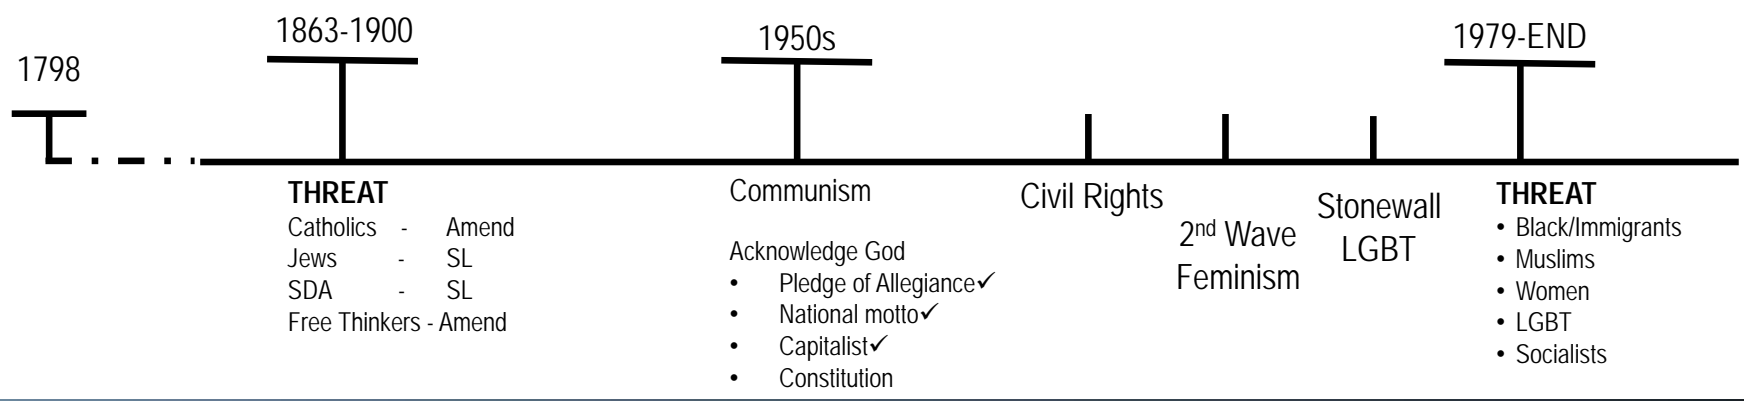 1798
1863-1900
THREAT
Catholics - Amend
Jews - SL
SDA - SL
Free Thinkers - Amend
1950s
Communism
Acknowledge God
• Pledge of Allegiance✓
• National motto✓
• Capitalist✓
• Constitution
Civil Rights
2nd Wave
Feminism
Stonewall
LGBT
1979-END
THREAT
• Black/Immigrants
• Muslims
• Women
• LGBT
• Socialists